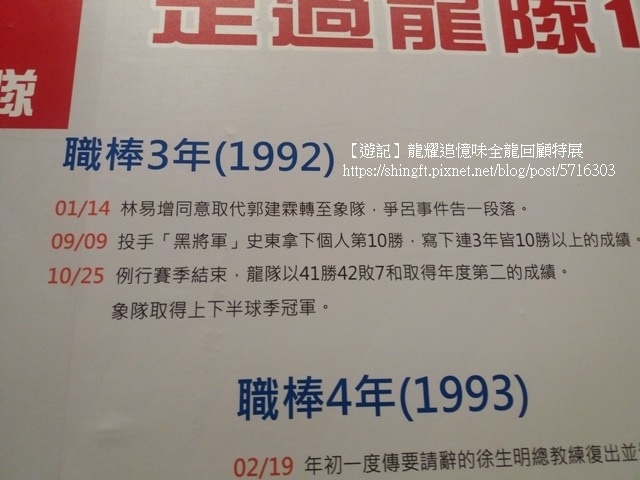 走過龍隊1
隊
職棒3年(1992)
【遊記】龍耀追憶味全龍回顧特展
https://shingft.pixnet.net/blog/post/5716303
01/14 林易增同意取代郭建霖轉至象隊，爭呂事件告一段落。
09/09 投手「黑將軍」史東拿下個人第10勝，寫下連3年皆10勝以上的成績。
10/25 例行賽季結束，龍隊以41勝42敗7和取得年度第二的成績。
象隊取得上下半球季冠軍。
職棒4年(1993)
02/19 年初一度傳要請辭的徐生明總教練復出並